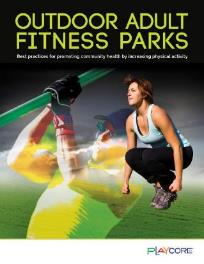 OUTDOOR ADULT
FITNESS PARKS
Best practices for promoting community health by increasing physical activity
PLAYCORE